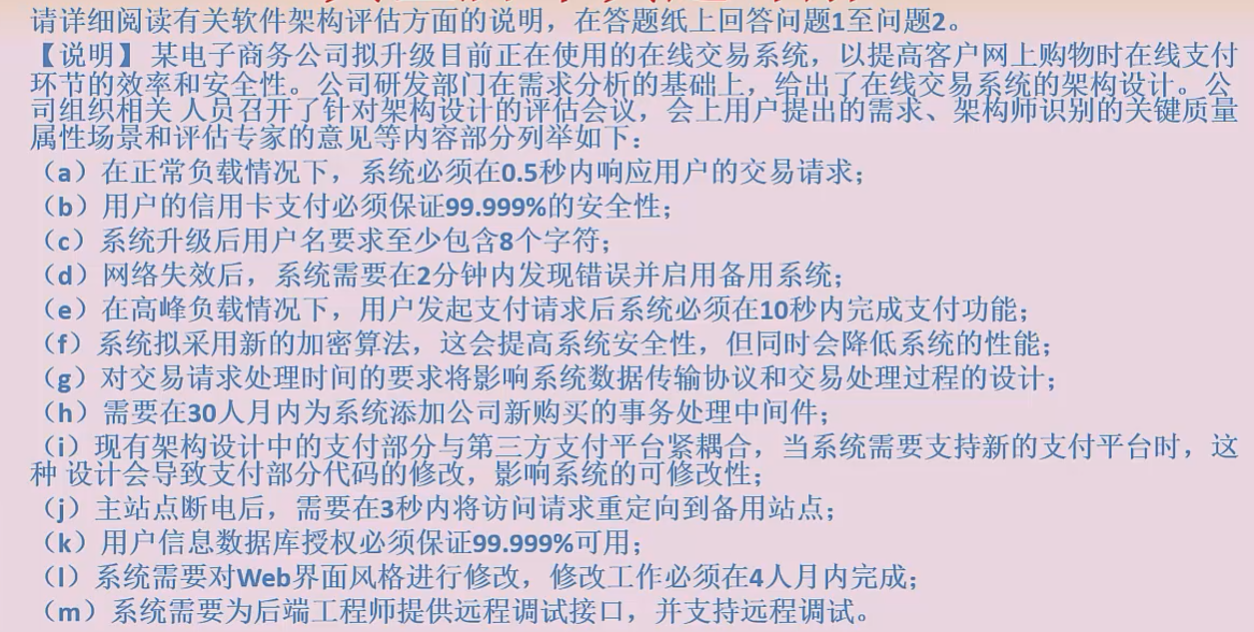 请详细阅读有关软件架构评估方面的说明，在答题纸上回答问题1至问题2。
【说明】 某电子商务公司拟升级目前正在使用的在线交易系统，以提高客户网上购物时在线支付
环节的效率和安全性。公司研发部门在需求分析的基础上，给出了在线交易系统的架构设计。公
司组织相关 人员召开了针对架构设计的评估会议，会上用户提出的需求、架构师识别的关键质量
属性场景和评估专家的意见等内容部分列举如下：
（a）在正常负载情况下，系统必须在0.5秒内响应用户的交易请求；
（b）用户的信用卡支付必须保证99.999%的安全性；
（c）系统升级后用户名要求至少包含8个字符；
（d）网络失效后，系统需要在2分钟内发现错误并启用备用系统；
（e）在高峰负载情况下，用户发起支付请求后系统必须在10秒内完成支付功能；
（f）系统拟采用新的加密算法，这会提高系统安全性，但同时会降低系统的性能；
（g）对交易请求处理时间的要求将影响系统数据传输协议和交易处理过程的设计；
（h）需要在30人月内为系统添加公司新购买的事务处理中间件；
（i）现有架构设计中的支付部分与第三方支付平台紧耦合，当系统需要支持新的支付平台时，这
种 设计会导致支付部分代码的修改，影响系统的可修改性；
（j）主站点断电后，需要在3秒内将访问请求重定向到备用站点；
（k）用户信息数据库授权必须保证99.999%可用；
（l）系统需要对Web界面风格进行修改，修改工作必须在4人月内完成；
（m）系统需要为后端工程师提供远程调试接口，并支持远程调试。